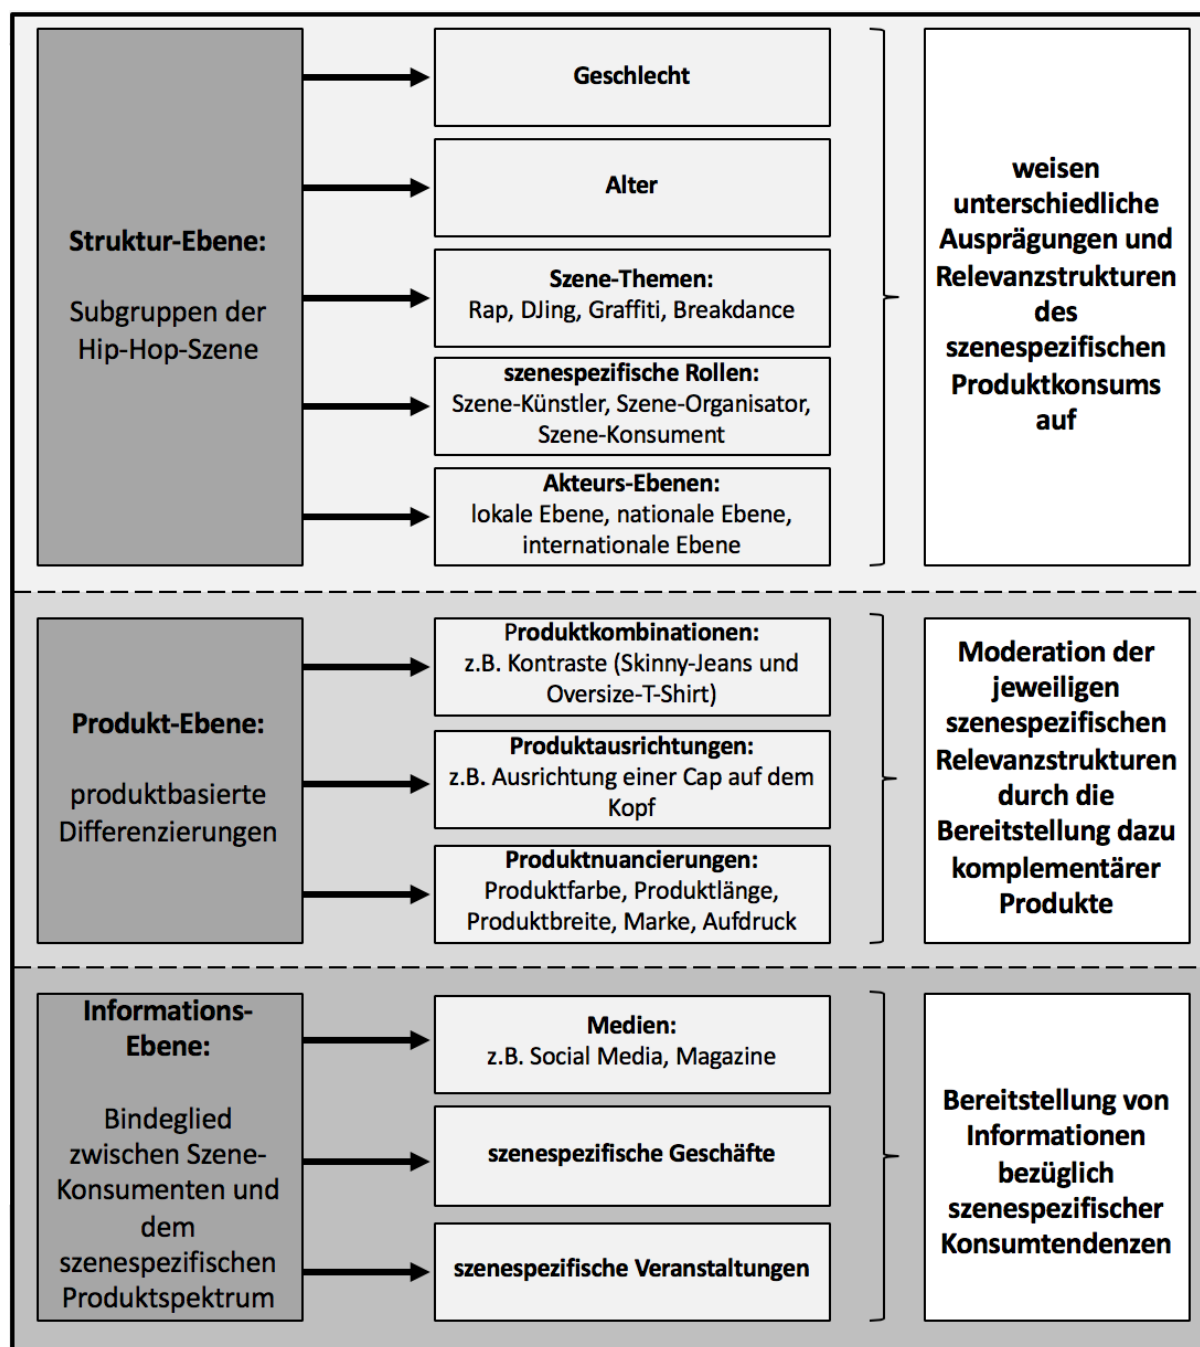 Struktur-Ebene:
Subgruppen der
Hip-Hop-Szene
Geschlecht
Alter
Szene-Themen:
Rap, DJing, Graffiti, Breakdance
szenespezifische Rollen:
Szene-Künstler, Szene-Organisator,
Szene-Konsument
Akteurs-Ebenen:
lokale Ebene, nationale Ebene,
internationale Ebene
weisen
unterschiedliche
Ausprägungen und
Relevanzstrukturen
des
szenespezifischen
Produktkonsums
auf
Produkt-Ebene:
produktbasierte
Differenzierungen
Produktkombinationen:
z.B. Kontraste (Skinny-Jeans und
Oversize-T-Shirt)
Produktausrichtungen:
z.B. Ausrichtung einer Cap auf dem
Kopf
Produktnuancierungen:
Produktfarbe, Produktlänge,
Produktbreite, Marke, Aufdruck
Moderation der
jeweiligen
szenespezifischen
Relevanzstrukturen
durch die
Bereitstellung dazu
komplementärer
Produkte
Informations-
Ebene:
Bindeglied
zwischen Szene-
Konsumenten und
dem
szenespezifischen
Produktspektrum
Medien:
z.B. Social Media, Magazine
szenespezifische Geschäfte
szenespezifische Veranstaltungen
Bereitstellung von
Informationen
bezüglich
szenespezifischer
Konsumtendenzen